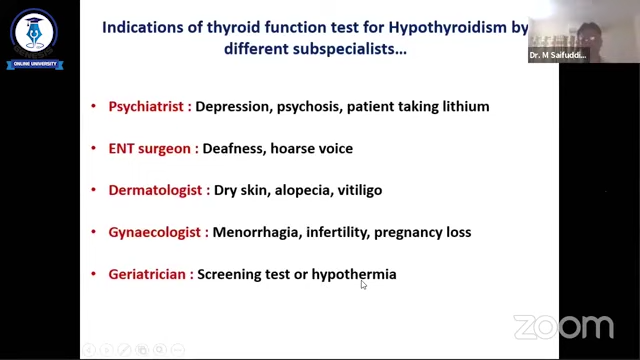 Indications of thyroid function test for Hypothyroidism by
different subspecialists...
Dr. M Saifuddi...
• Psychiatrist : Depression, psychosis, patient taking lithium
• ENT surgeon : Deafness, hoarse voice
• Dermatologist : Dry skin, alopecia, vitiligo
• Gynaecologist : Menorrhagia, infertility, pregnancy loss
• Geriatrician : Screening test or hypothermia
ONLINE UNIVERSITY
zoom